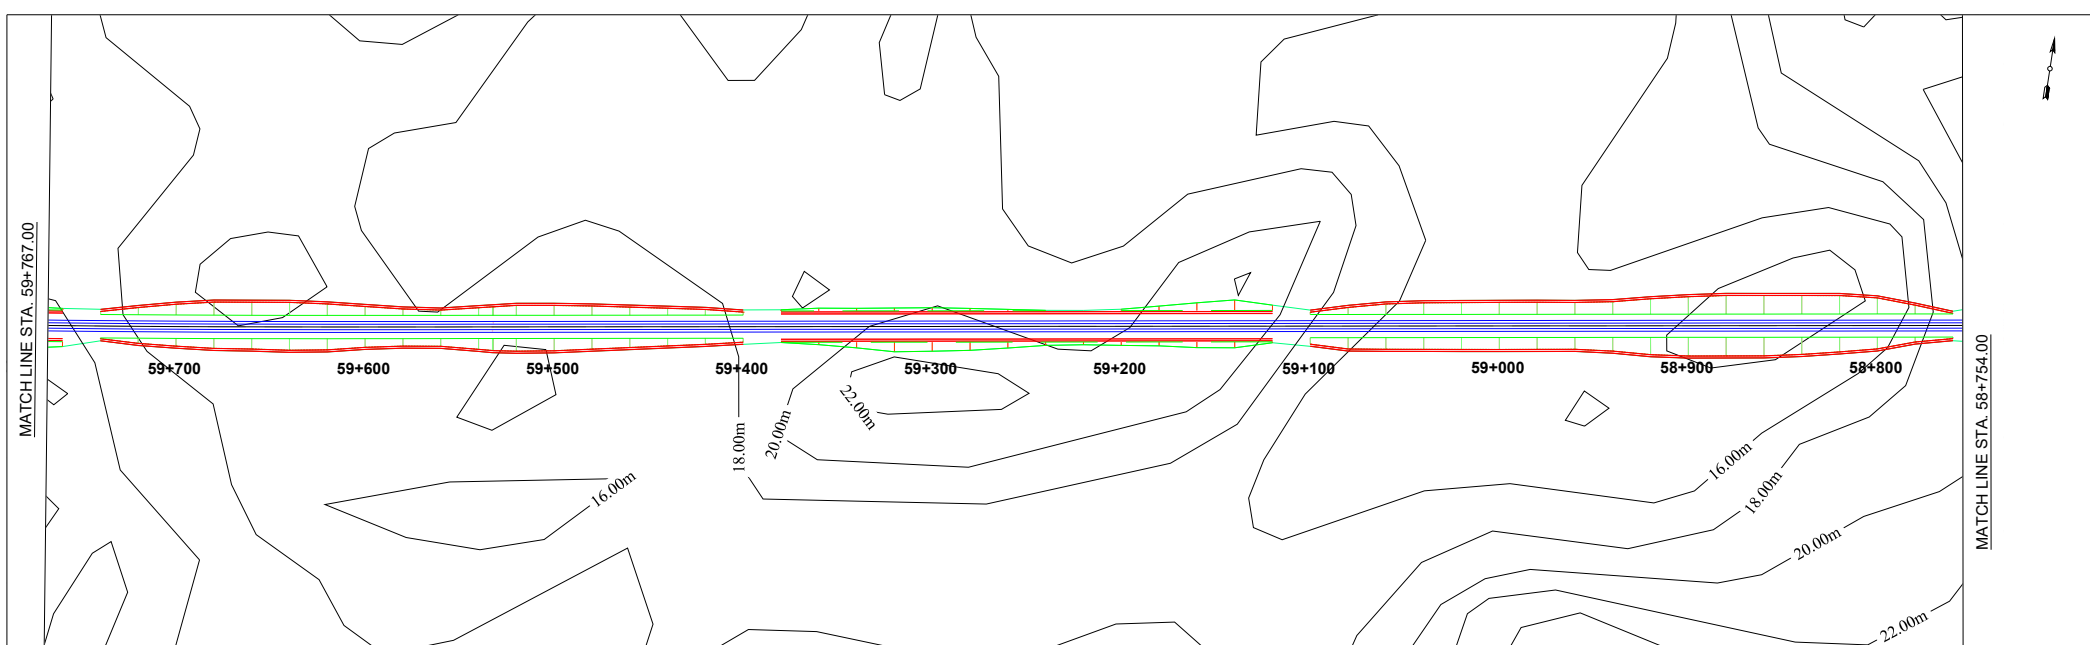 MATCH LINE STA. 59+767.00
59+700
59+600
59+500
59+400
59+300
59+200
59+100
59+000
58+900
58+800
22.00m
20.00m
18.00m
16.00m
16.00m
18.00m
20.00m
22.00m
MATCH LINE STA. 58+754.00